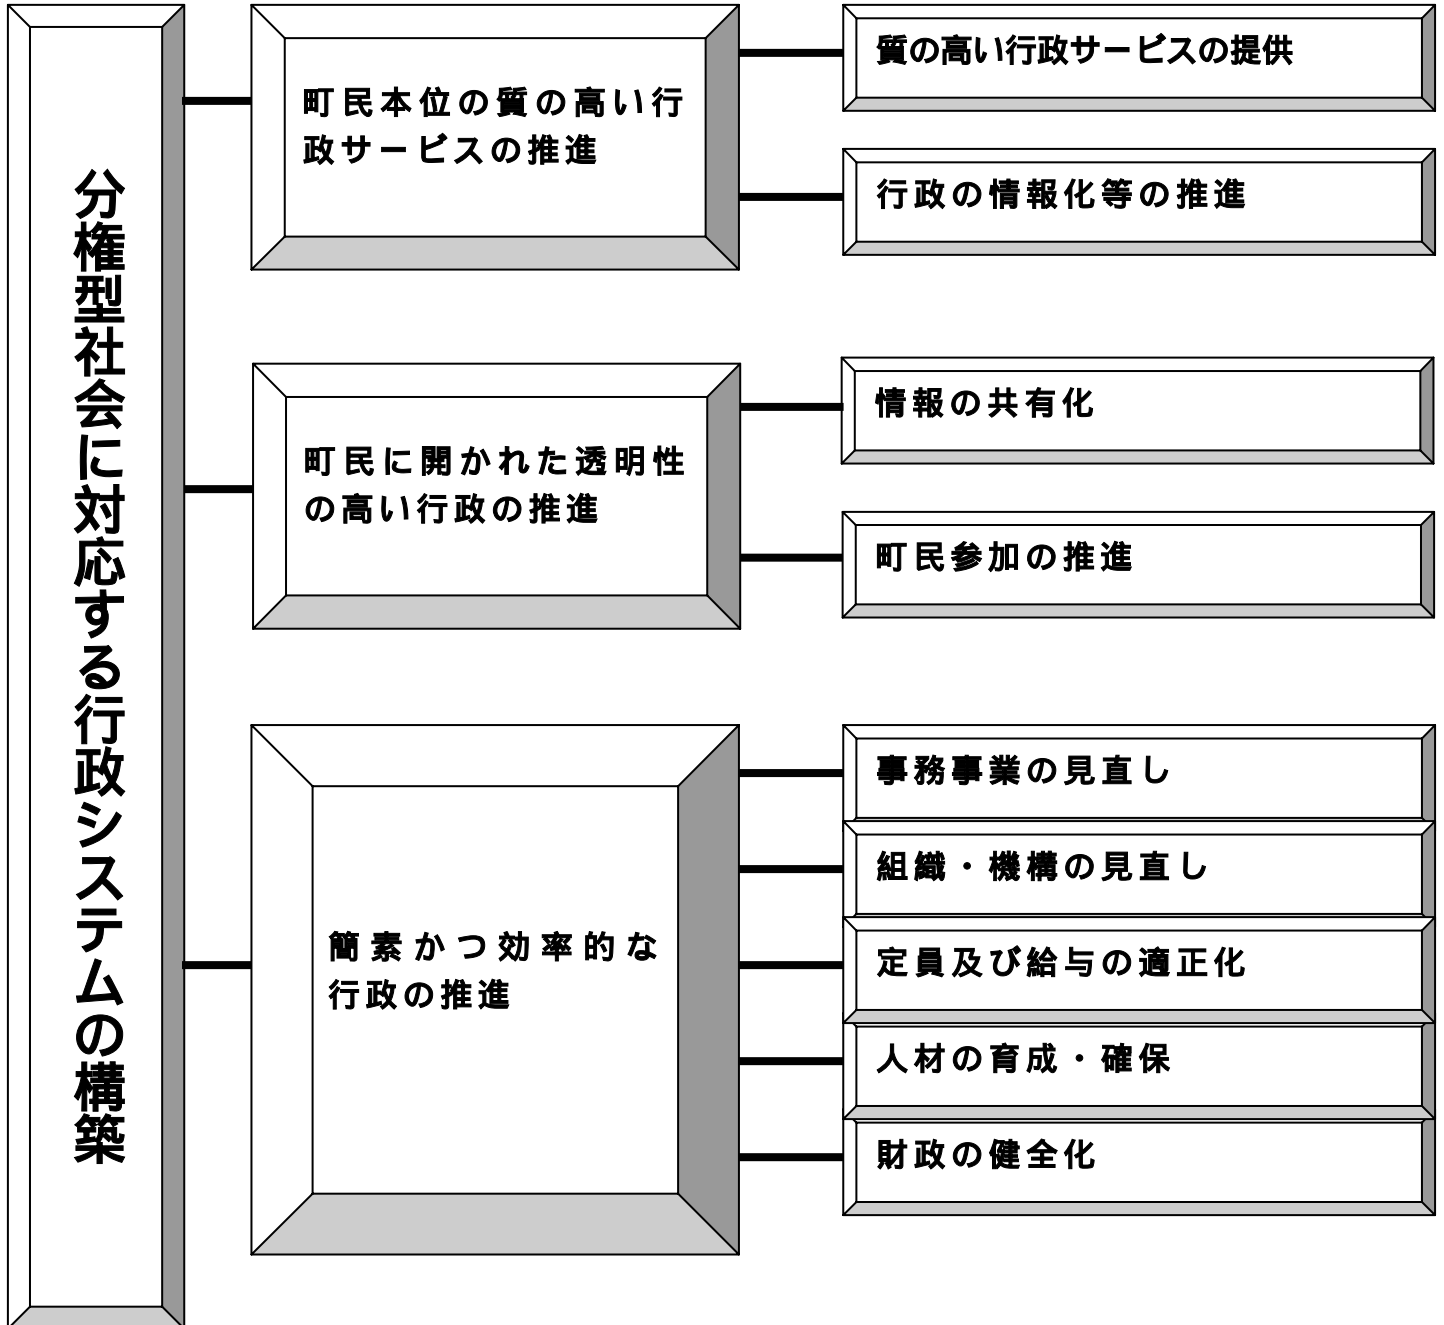 分権型社会に対応する行政システムの構築
町民本位の質の高い行
政サービスの推進
質の高い行政サービスの提供
行政の情報化等の推進
町民に開かれた透明性
の高い行政の推進
情報の共有化
町民参加の推進
簡素かつ効率的な
行政の推進
事務事業の見直し
組織・機構の見直し
定員及び給与の適正化
人材の育成・確保
財政の健全化